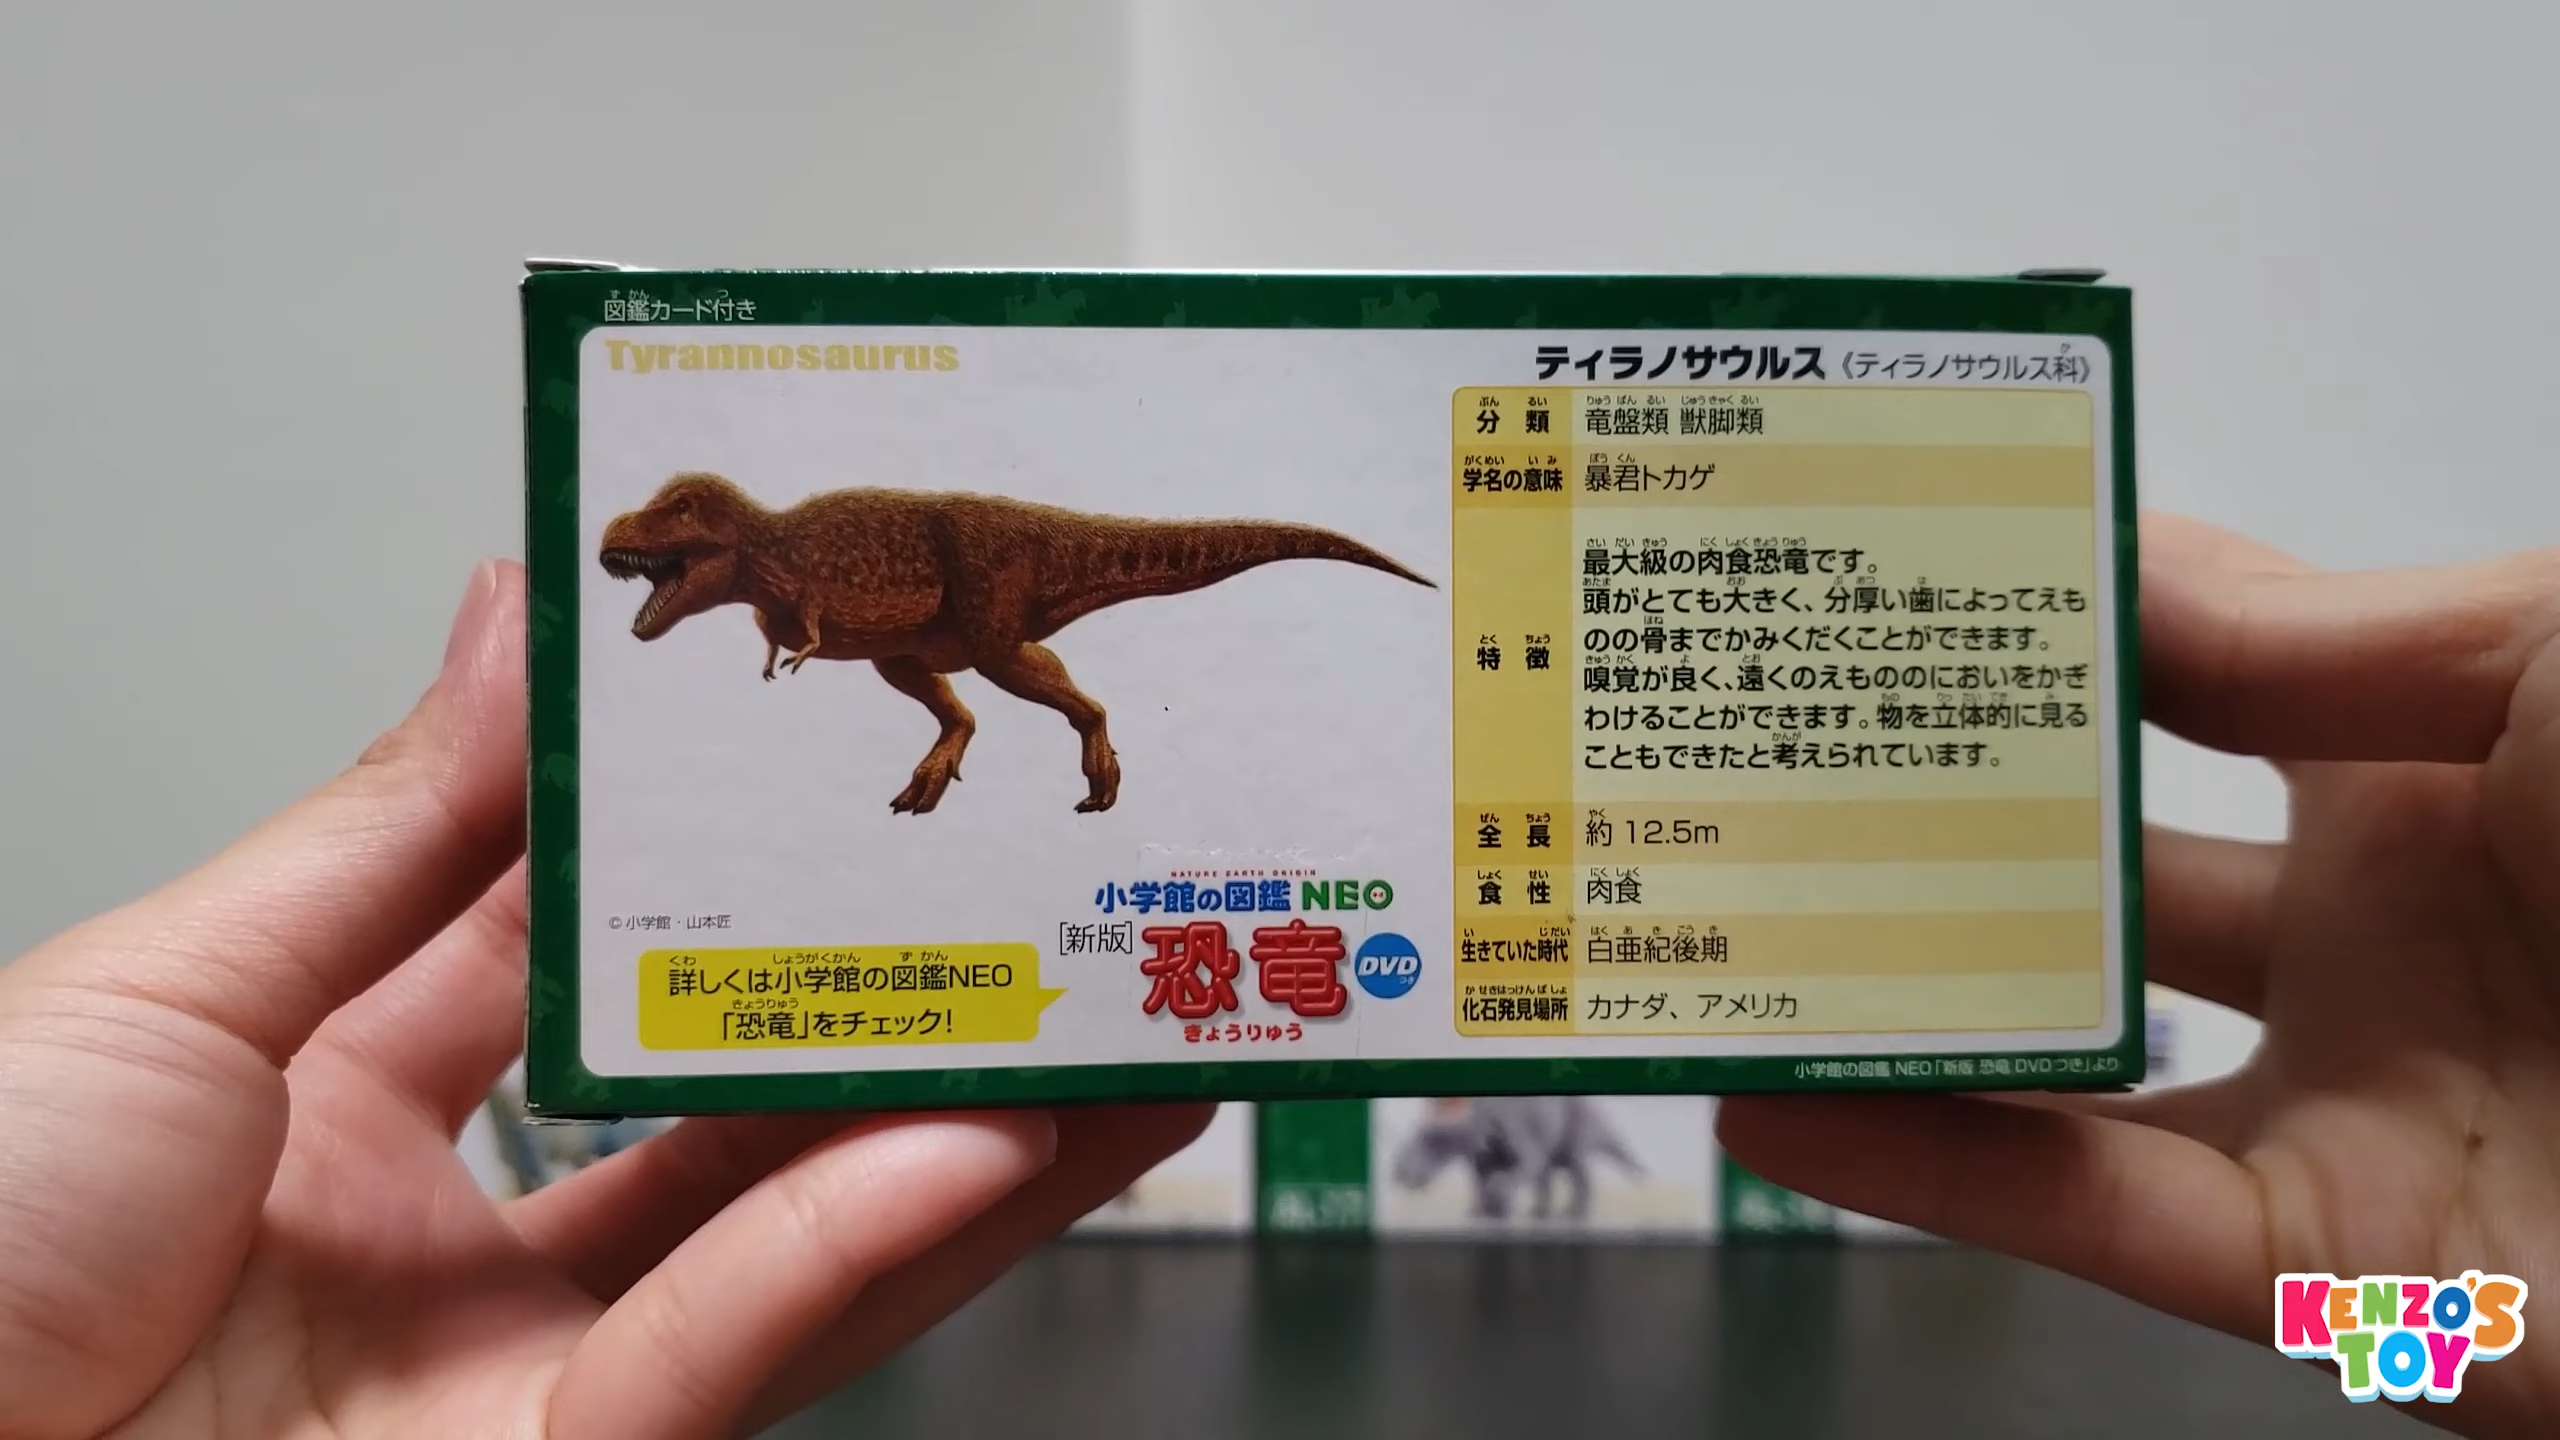 図鑑カード付き
Tyrannosaurus
ティラノサウルス《ティラノサウルス科》
分類 竜盤類 獣脚類
学名の意味 暴君トカゲ
特徴
最大級の肉食恐竜です。
頭がとても大きく、分厚い歯によってえも
のの骨までかみくだくことができます。
嗅覚が良く、遠くのえもののにおいをかぎ
わけることができます。物を立体的に見る
こともできたと考えられています。
全長 約 12.5m
食性 肉食
生きていた時代 白亜紀後期
化石発見場所 カナダ、アメリカ
© 小学館・山本匠
詳しくは小学館の図鑑NEO
「恐竜」をチェック!
NATURE EARTH ORIGIN
小学館の図鑑 NEO
[新版] 恐竜 DVD つき
きょうりゅう
小学館の図鑑 NEO「新版 恐竜 DVDつき」より
KENZO'S
TOY